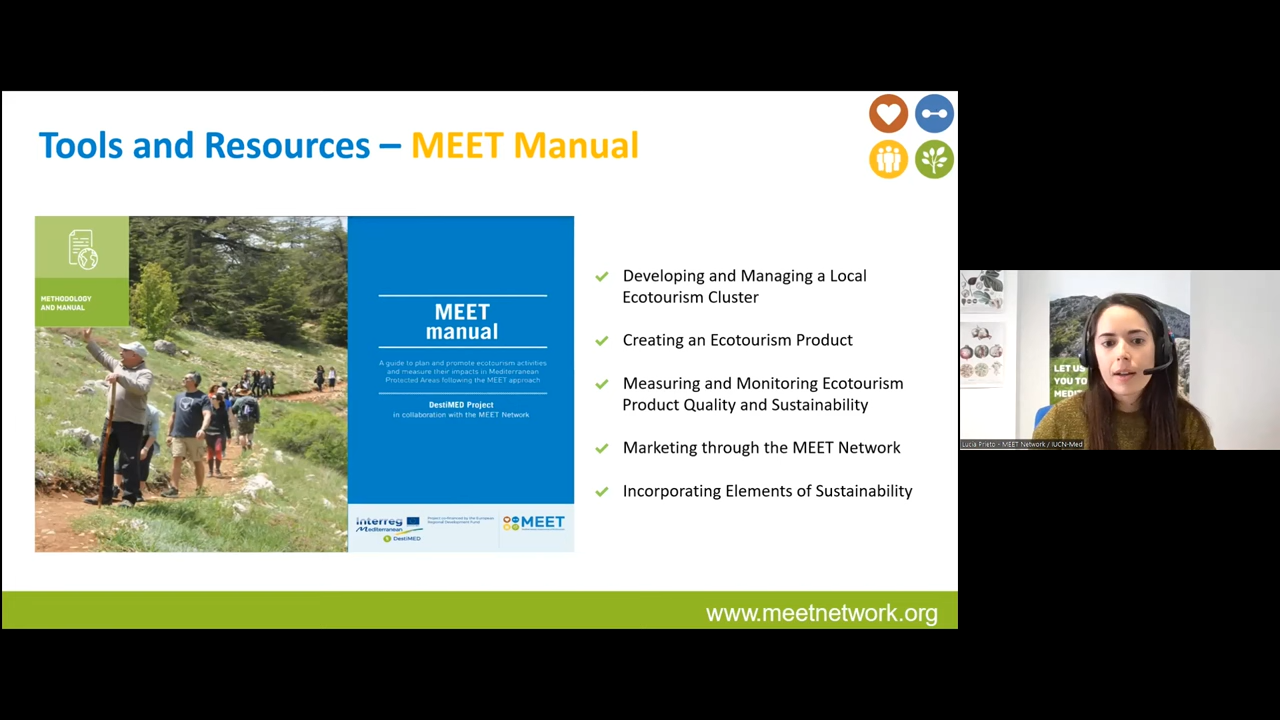 Tools and Resources – MEET Manual
METHODOLOGY
AND MANUAL
MEET
manual
A guide to plan and promote ecotourism activities
and measure their impacts in Mediterranean
Protected Areas following the MEET approach
DestiMED Project
in collaboration with the MEET Network
Interreg
Mediterranean
DestiMED
Project co-financed by the European
Regional Development Fund
MEET
Developing and Managing a Local
Ecotourism Cluster
Creating an Ecotourism Product
Measuring and Monitoring Ecotourism
Product Quality and Sustainability
Marketing through the MEET Network
Incorporating Elements of Sustainability
www.meetnetwork.org
LET US
YOU TO
Lucia Prieto - MEET Network / IUCN-Med